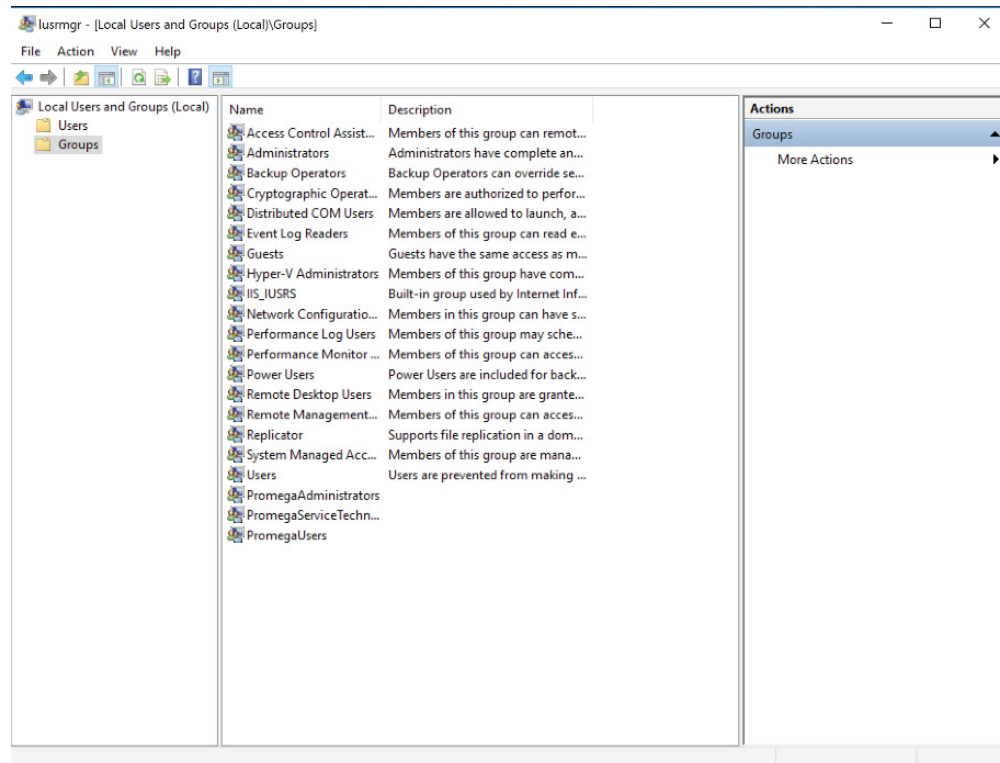 lusrmgr - [Local Users and Groups (Local)\Groups]
File Action View Help
Local Users and Groups (Local)
Users
Groups
Name Description
Access Control Assist... Members of this group can remot...
Administrators Administrators have complete an...
Backup Operators Backup Operators can override se...
Cryptographic Operat... Members are authorized to perfor...
Distributed COM Users Members are allowed to launch, a...
Event Log Readers Members of this group can read e...
Guests Guests have the same access as m...
Hyper-V Administrators Members of this group have com...
IIS_IUSRS Built-in group used by Internet Inf...
Network Configuratio... Members in this group can have s...
Performance Log Users Members of this group may sche...
Performance Monitor ... Members of this group can acces...
Power Users Power Users are included for back...
Remote Desktop Users Members in this group are grante...
Remote Management... Members of this group can acces...
Replicator Supports file replication in a dom...
System Managed Acc... Members of this group are mana...
Users Users are prevented from making ...
PromegaAdministrators
PromegaServiceTechn...
PromegaUsers
Actions
Groups
More Actions